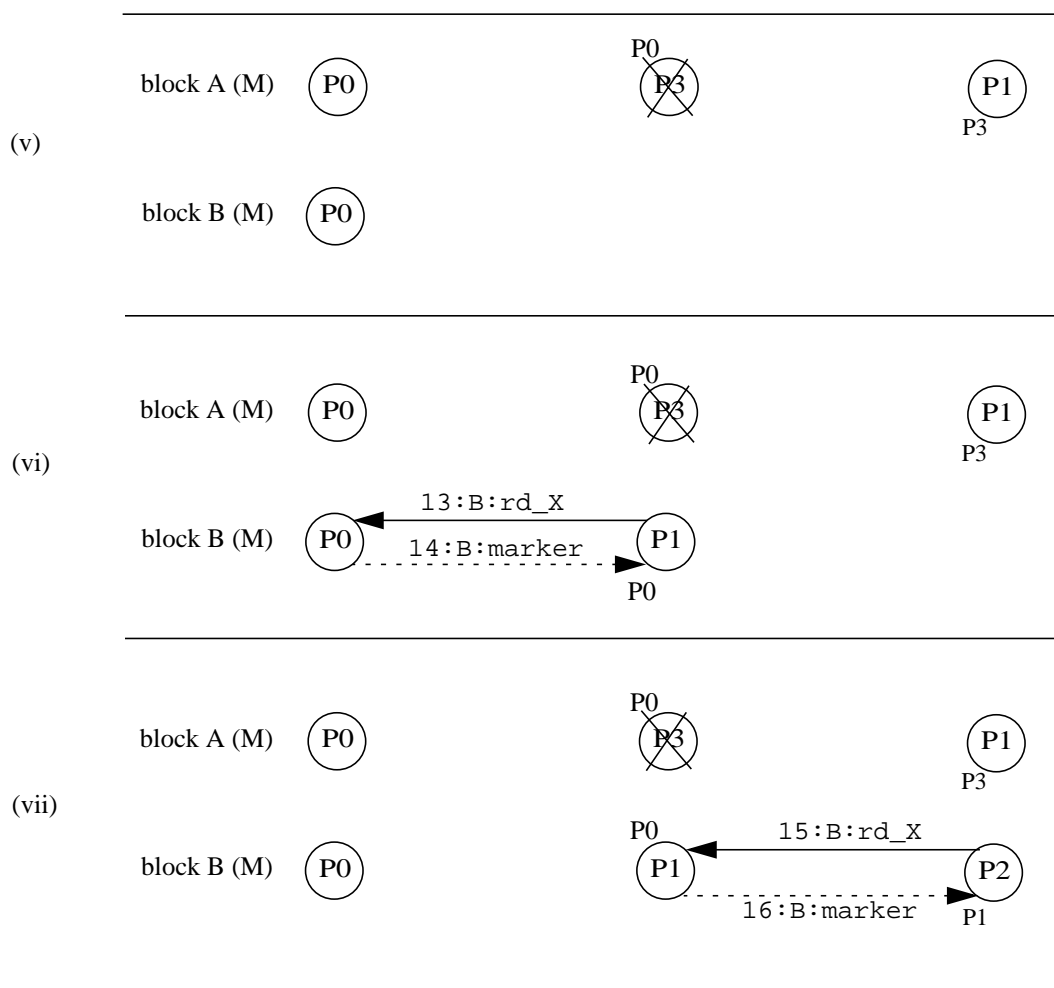 P0
block A (M) P0 P3 P1
P3
(v)
block B (M) P0
P0
block A (M) P0 P3 P1
P3
(vi)
13:B:rd_X
block B (M) P0 P1
14:B:marker
P0
P0
block A (M) P0 P3 P1
P3
(vii)
P0 15:B:rd_X
block B (M) P0 P1 P2
16:B:marker P1